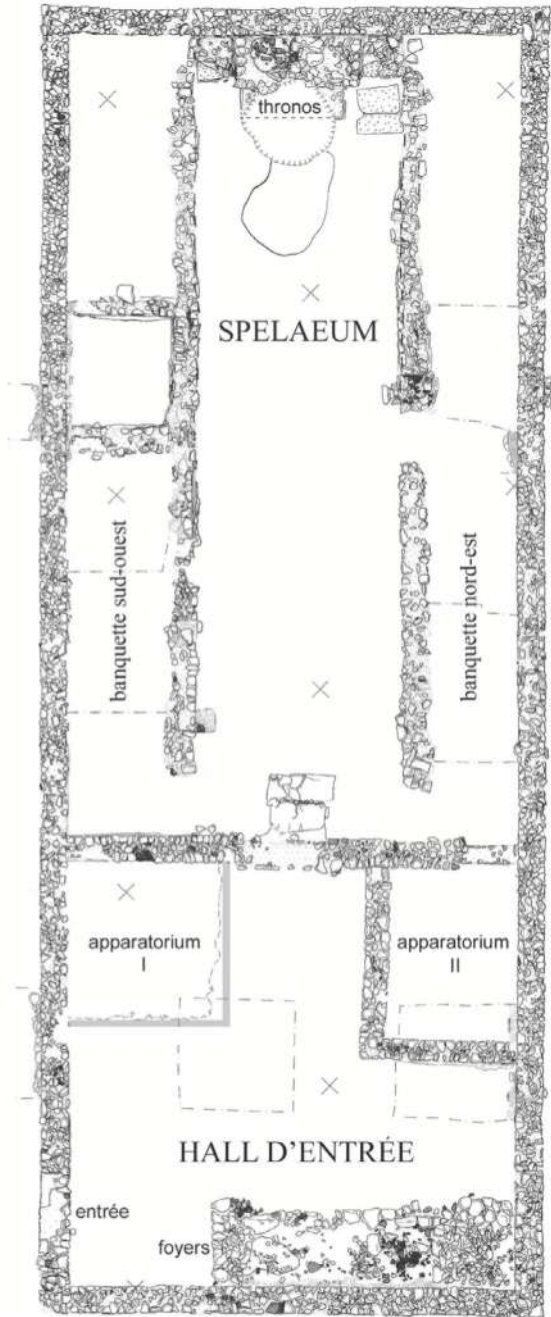 thronos
SPELAEUM
banquette sud-ouest
banquette nord-est
apparatorium
I
apparatorium
II
HALL D'ENTRÉE
entrée
foyers